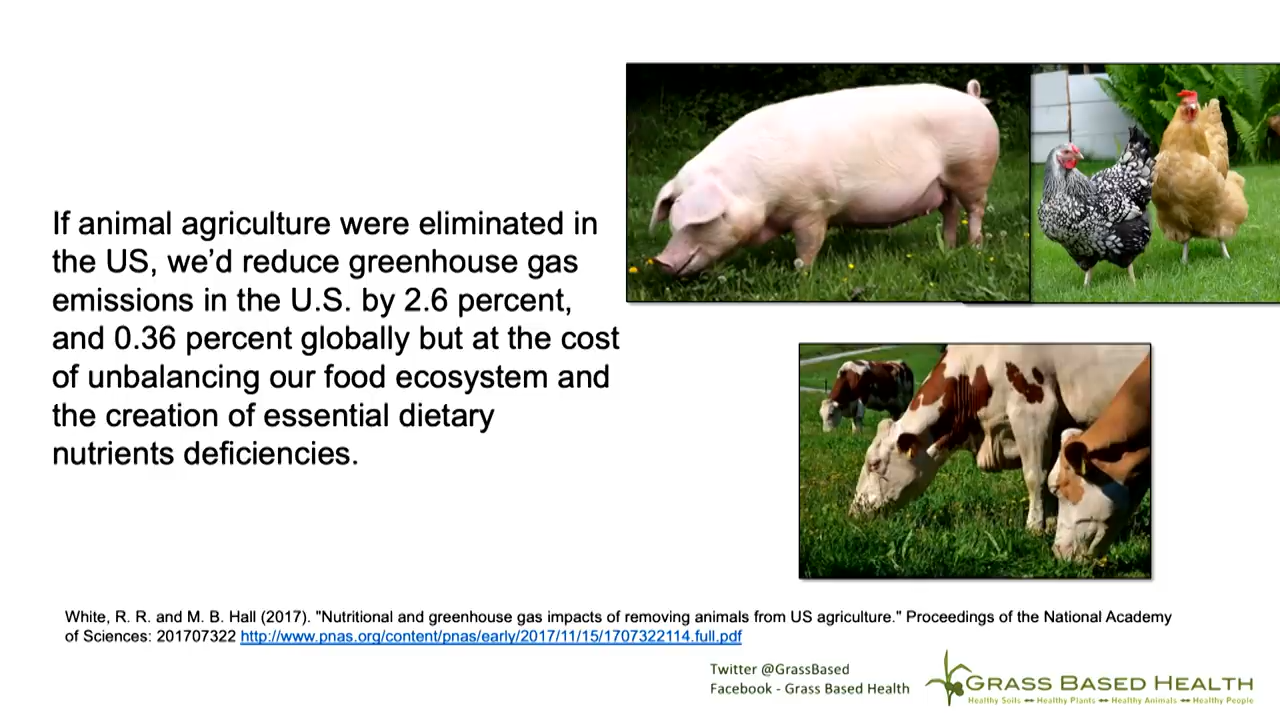 If animal agriculture were eliminated in
the US, we’d reduce greenhouse gas
emissions in the U.S. by 2.6 percent,
and 0.36 percent globally but at the cost
of unbalancing our food ecosystem and
the creation of essential dietary
nutrients deficiencies.
White, R. R. and M. B. Hall (2017). "Nutritional and greenhouse gas impacts of removing animals from US agriculture." Proceedings of the National Academy
of Sciences: 201707322 http://www.pnas.org/content/pnas/early/2017/11/15/1707322114.full.pdf
Twitter @GrassBased
Facebook - Grass Based Health
GRASS BASED HEALTH
Healthy Soils ↔ Healthy Plants ↔ Healthy Animals ↔ Healthy People